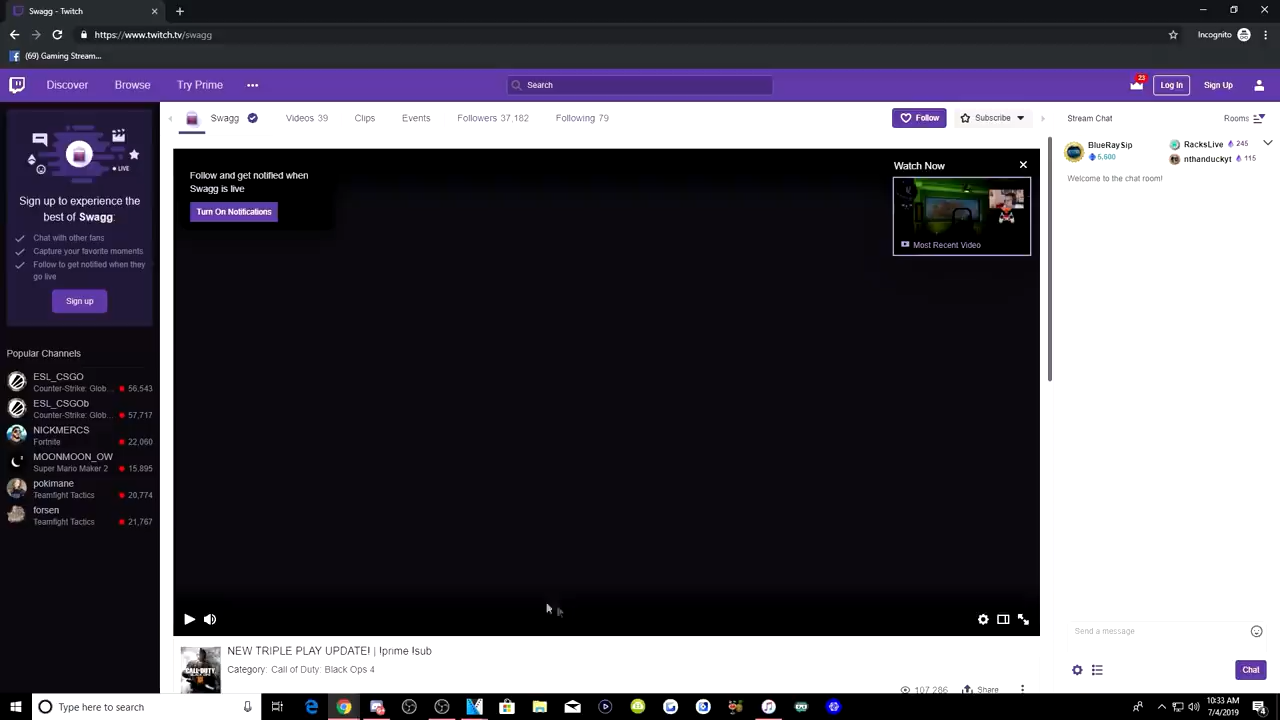 Swagg - Twitch
https://www.twitch.tv/swagg
Incognito
(69) Gaming Stream...
Discover
Browse
Try Prime
Search
23
Log In
Sign Up
Swagg
Videos 39
Clips
Events
Followers 37,182
Following 79
Follow
Subscribe
Stream Chat
Rooms
LIVE
Sign up to experience the
best of Swagg:
Chat with other fans
Capture your favorite moments
Follow to get notified when they
go live
Sign up
Popular Channels
ESL_CSGO
Counter-Strike: Glob... 56,543
ESL_CSGOb
Counter-Strike: Glob... 57,717
NICKMERCS
Fortnite 22,060
MOONMOON_OW
Super Mario Maker 2 15,895
pokimane
Teamfight Tactics 20,774
forsen
Teamfight Tactics 21,767
Follow and get notified when
Swagg is live
Turn On Notifications
Watch Now
Most Recent Video
BlueRay$ip
5,600
RacksLive 245
nthanduckyt 115
Welcome to the chat room!
Send a message
Chat
NEW TRIPLE PLAY UPDATE! | !prime !sub
Category: Call of Duty: Black Ops 4
CALL·DUTY
107,286
Share
Type here to search
10:33 AM
7/4/2019